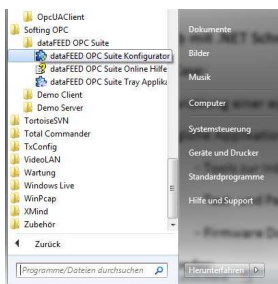 OpcUAClient
Softing OPC
dataFEED OPC Suite
dataFEED OPC Suite Konfigurator
dataFEED OPC Suite Online Hilfe
dataFEED OPC Suite Tray Applika
Demo Client
Demo Server
TortoiseSVN
Total Commander
TxConfig
VideoLAN
Wartung
Windows Live
WinPcap
XMind
Zubehör
Zurück
Programme/Dateien durchsuchen
Dokumente
Bilder
Musik
Computer
Systemsteuerung
Geräte und Drucker
Standardprogramme
Hilfe und Support
Herunterfahren